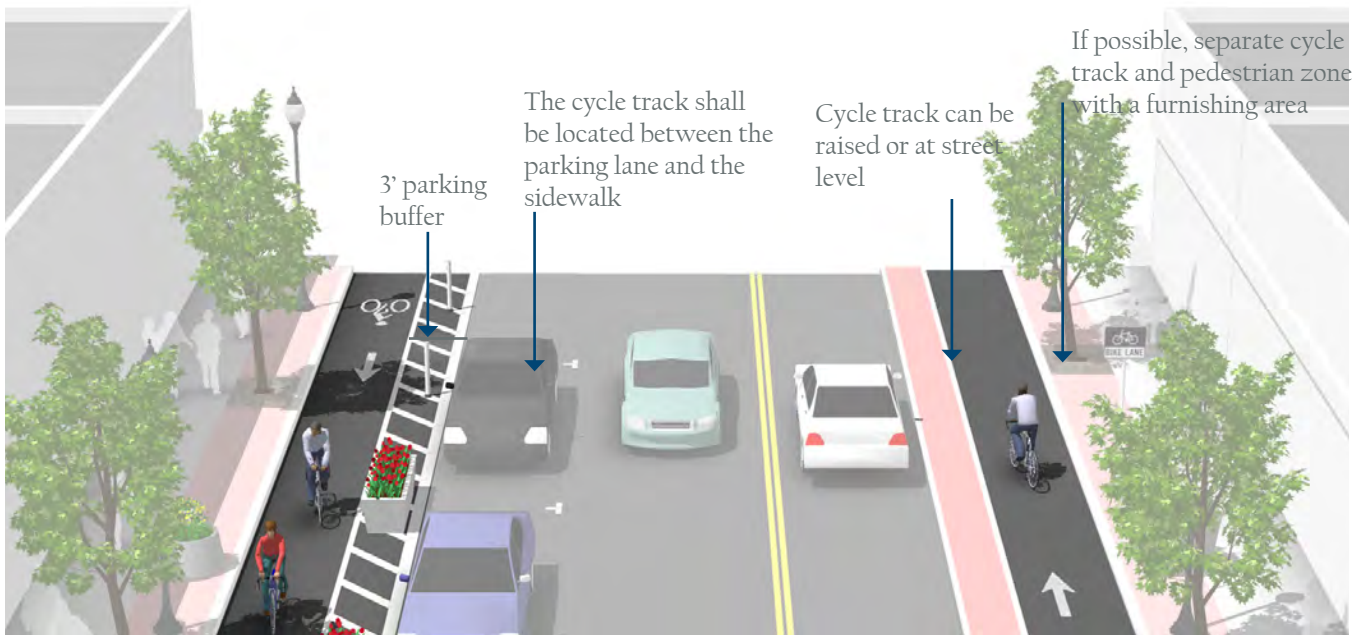 If possible, separate cycle
track and pedestrian zone
with a furnishing area
The cycle track shall
be located between the
parking lane and the
sidewalk
Cycle track can be
raised or at street
level
3’ parking
buffer
BIKE LANE